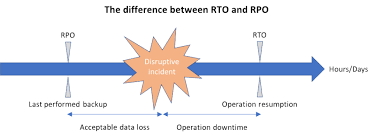 The difference between RTO and RPO
RPO
RTO
Disruptive
Incident
Hours/Days
Last performed backup
Operation resumption
Acceptable data loss
Operation downtime